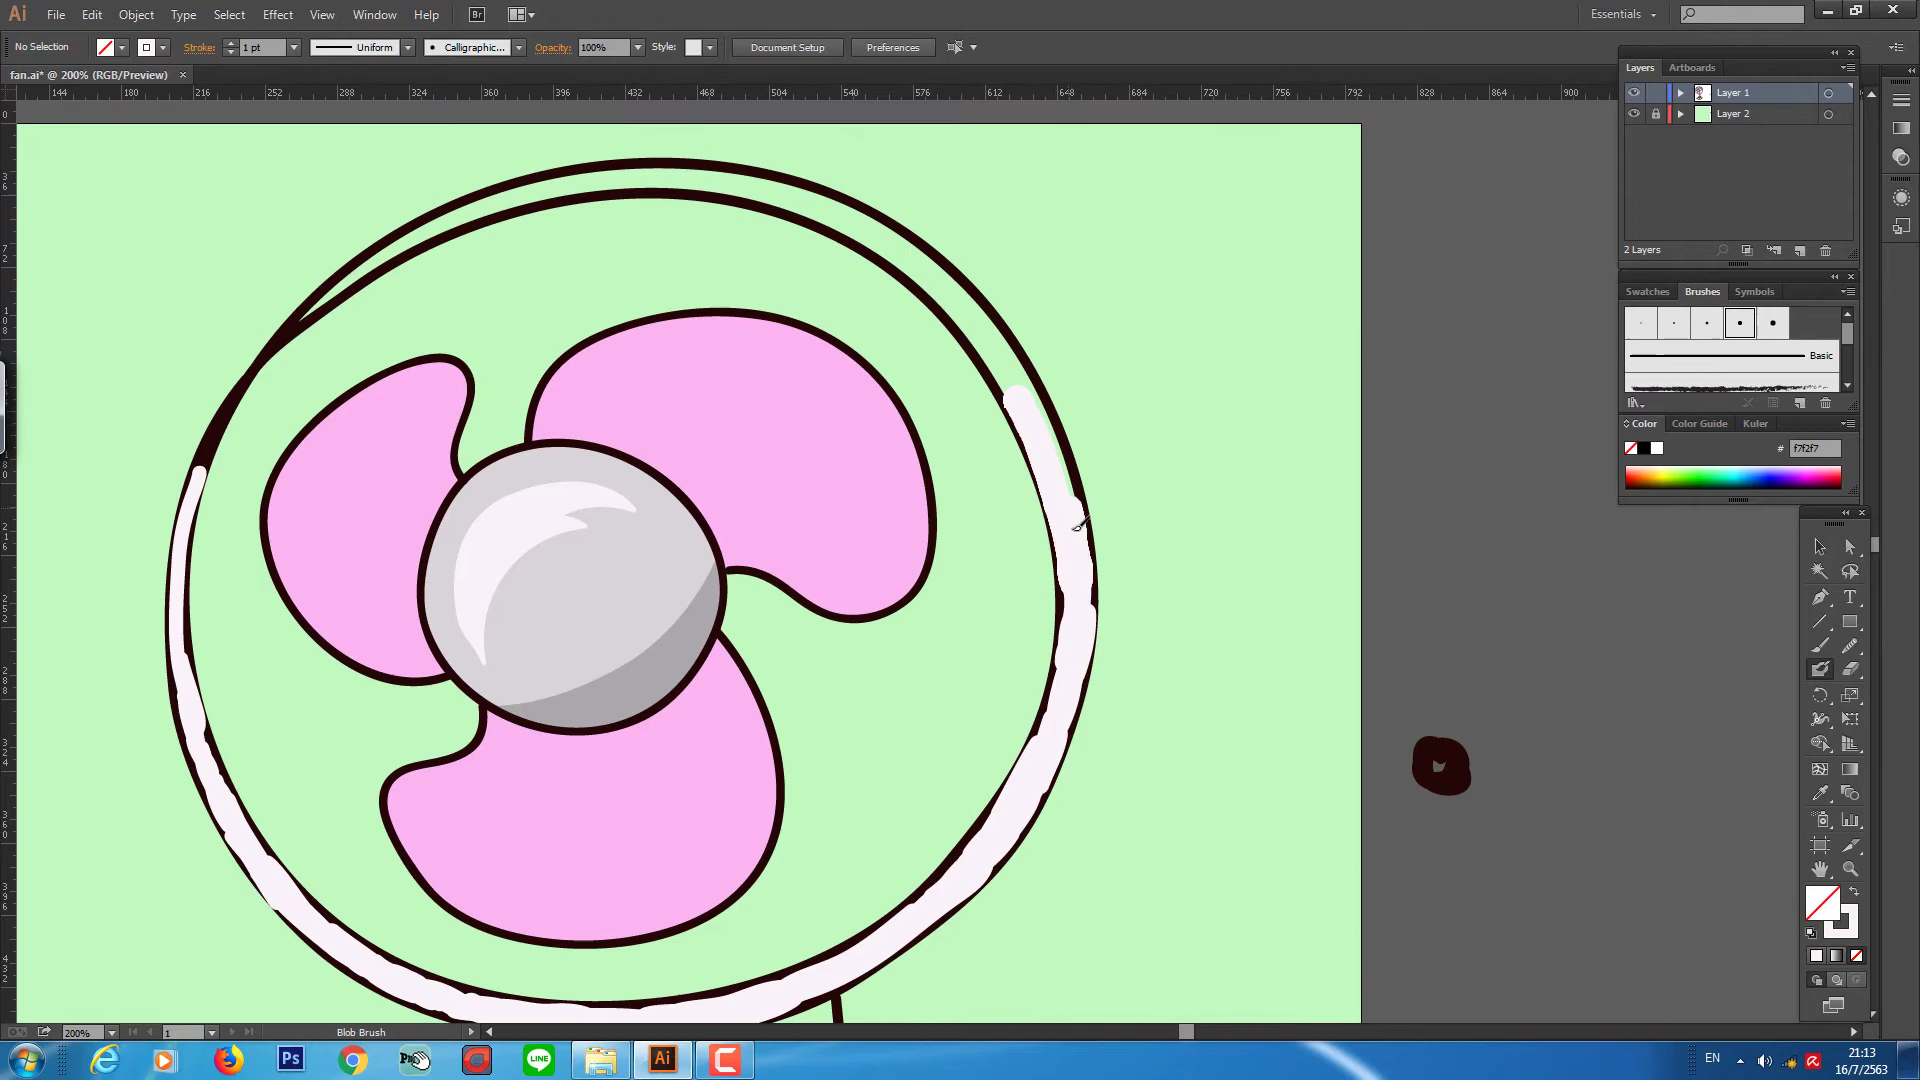 Ai File Edit Object Type Select Effect View Window Help Br Essentials
No Selection Stroke: 1 pt Uniform Calligraphic... Opacity: 100% Style: Document Setup Preferences
fan.ai* @ 200% (RGB/Preview)
144 180 216 252 288 324 360 396 432 468 504 540 576 612 648 684 720 756 792 828 864 900
Layers Artboards
Layer 1
Layer 2
2 Layers
Swatches Brushes Symbols
Basic
Color Color Guide Kuler
# f7f2f7
200% 1 Blob Brush
Ps LINE Ai
EN 21:13
16/7/2563